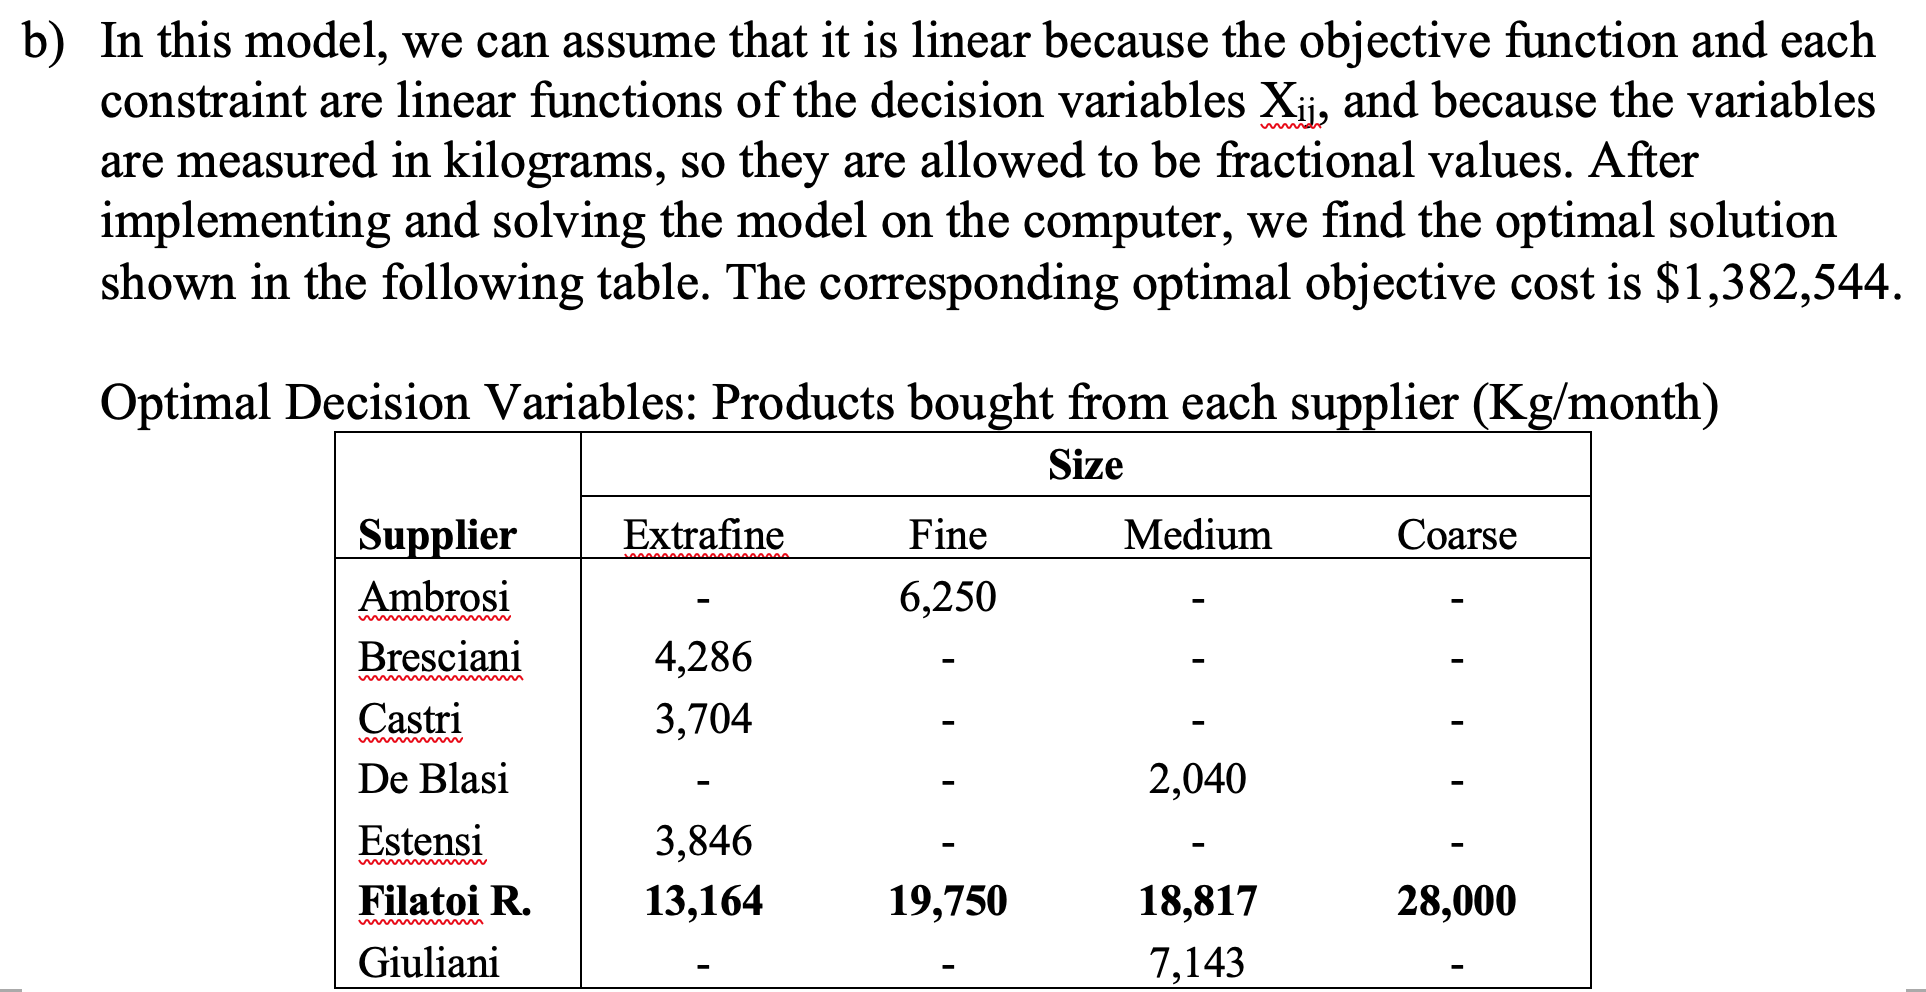 b) In this model, we can assume that it is linear because the objective function and each
constraint are linear functions of the decision variables Xij, and because the variables
are measured in kilograms, so they are allowed to be fractional values. After
implementing and solving the model on the computer, we find the optimal solution
shown in the following table. The corresponding optimal objective cost is $1,382,544.
Optimal Decision Variables: Products bought from each supplier (Kg/month)
Size
Supplier Extrafine Fine Medium Coarse
Ambrosi - 6,250 - -
Bresciani 4,286 - - -
Castri 3,704 - - -
De Blasi - - 2,040 -
Estensi 3,846 - - -
Filatoi R. 13,164 19,750 18,817 28,000
Giuliani - - 7,143 -